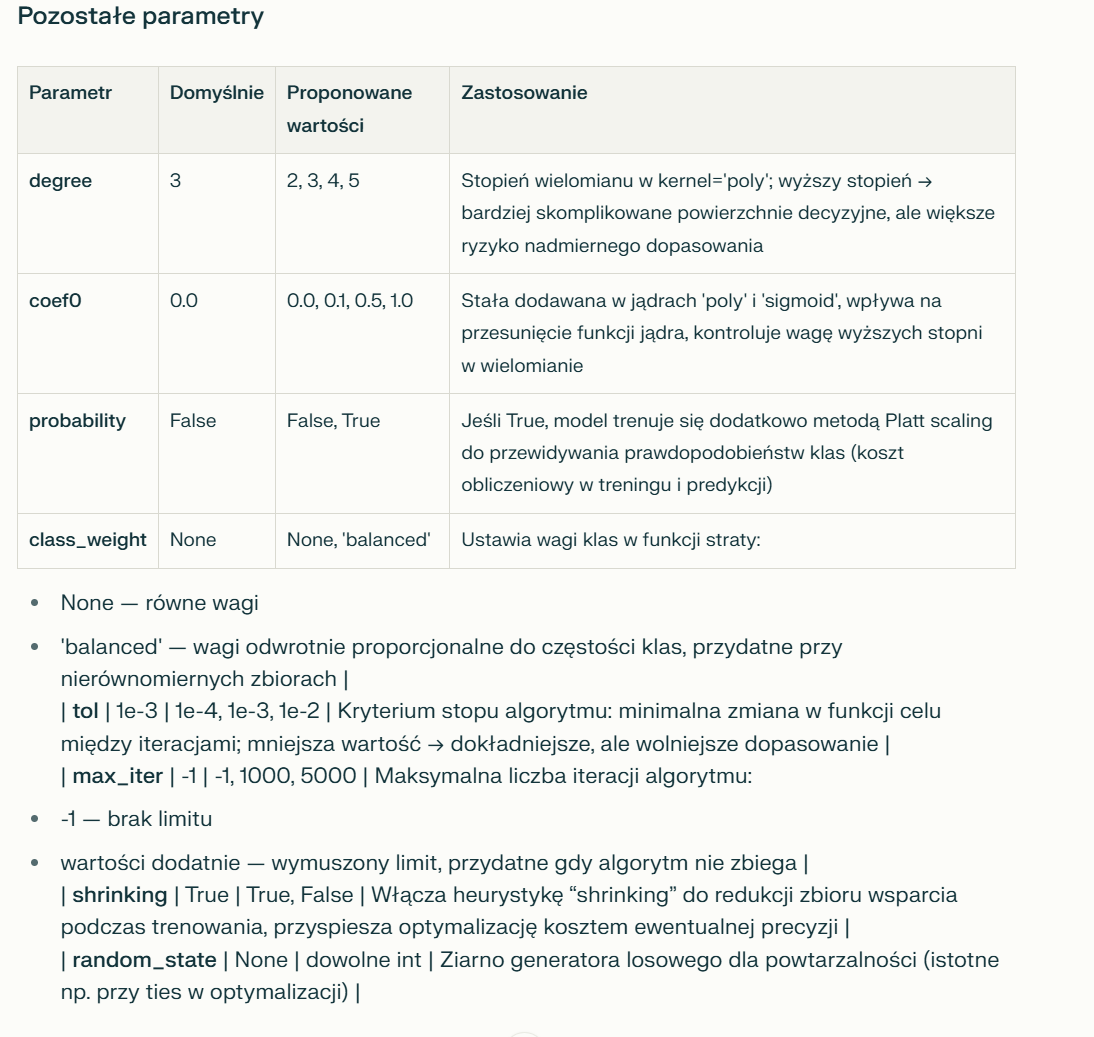 Pozostałe parametry
Parametr Domyślnie Proponowane wartości Zastosowanie
degree 3 2, 3, 4, 5 Stopień wielomianu w kernel='poly'; wyższy stopień →
bardziej skomplikowane powierzchnie decyzyjne, ale większe
ryzyko nadmiernego dopasowania
coef0 0.0 0.0, 0.1, 0.5, 1.0 Stała dodawana w jądrach 'poly' i 'sigmoid', wpływa na
przesunięcie funkcji jądra, kontroluje wagę wyższych stopni
w wielomianie
probability False False, True Jeśli True, model trenuje się dodatkowo metodą Platt scaling
do przewidywania prawdopodobieństw klas (koszt
obliczeniowy w treningu i predykcji)
class_weight None None, 'balanced' Ustawia wagi klas w funkcji straty:
• None — równe wagi
• 'balanced' — wagi odwrotnie proporcjonalne do częstości klas, przydatne przy
nierównomiernych zbiorach |
| tol | 1e-3 | 1e-4, 1e-3, 1e-2 | Kryterium stopu algorytmu: minimalna zmiana w funkcji celu
między iteracjami; mniejsza wartość → dokładniejsze, ale wolniejsze dopasowanie |
| max_iter | -1 | -1, 1000, 5000 | Maksymalna liczba iteracji algorytmu:
• -1 — brak limitu
• wartości dodatnie — wymuszony limit, przydatne gdy algorytm nie zbiega |
| shrinking | True | True, False | Włącza heurystykę “shrinking” do redukcji zbioru wsparcia
podczas trenowania, przyspiesza optymalizację kosztem ewentualnej precyzji |
| random_state | None | dowolne int | Ziarno generatora losowego dla powtarzalności (istotne
np. przy ties w optymalizacji) |